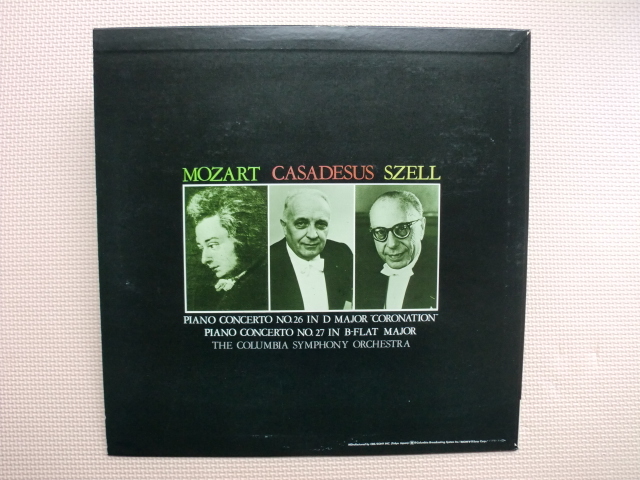 MOZART CASADESUS SZELL
PIANO CONCERTO NO.26 IN D MAJOR "CORONATION"
PIANO CONCERTO NO.27 IN B-FLAT MAJOR
THE COLUMBIA SYMPHONY ORCHESTRA